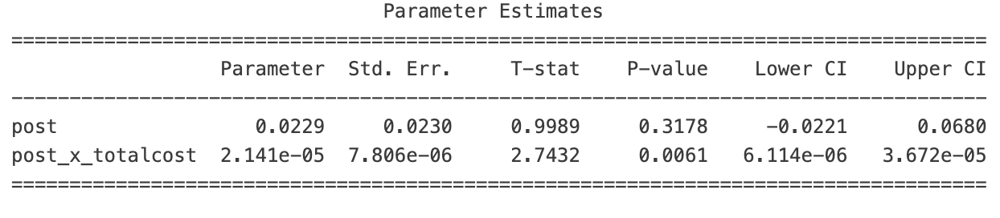 Parameter Estimates
=====================================================================================
Parameter Std. Err. T-stat P-value Lower CI Upper CI
-------------------------------------------------------------------------------------
post 0.0229 0.0230 0.9989 0.3178 -0.0221 0.0680
post_x_totalcost 2.141e-05 7.806e-06 2.7432 0.0061 6.114e-06 3.672e-05
=====================================================================================